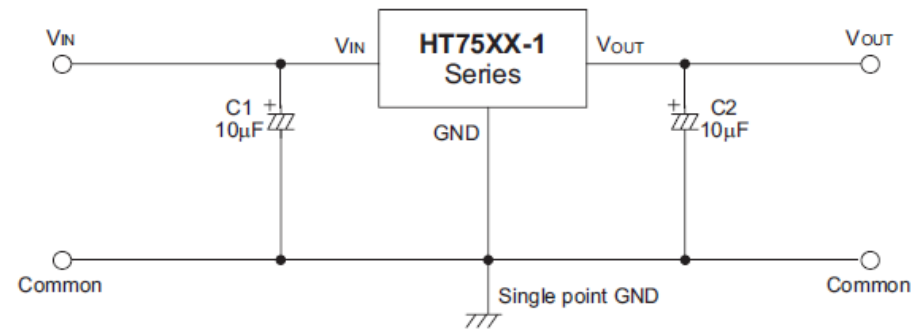 VIN
VIN
HT75XX-1
Series
VOUT
VOUT
C1
10μF
+
GND
+
C2
10μF
Common
Single point GND
Common